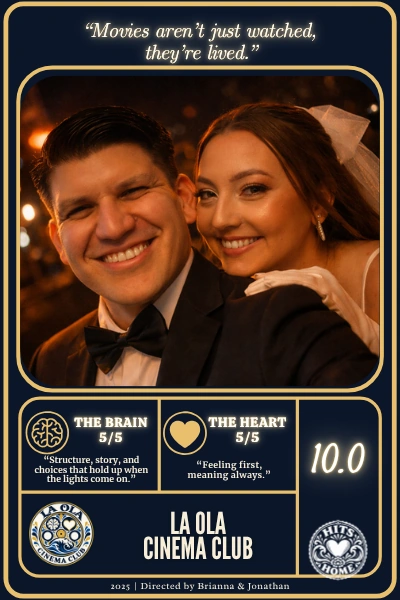 “Movies aren’t just watched,
they’re lived.”
THE BRAIN
5/5
“Structure, story, and
choices that hold up when
the lights come on.”
THE HEART
5/5
“Feeling first,
meaning always.”
10.0
LA OLA
CINEMA CLUB
LA OLA
CINEMA CLUB
HITS
HOME
2025 | Directed by Brianna & Jonathan